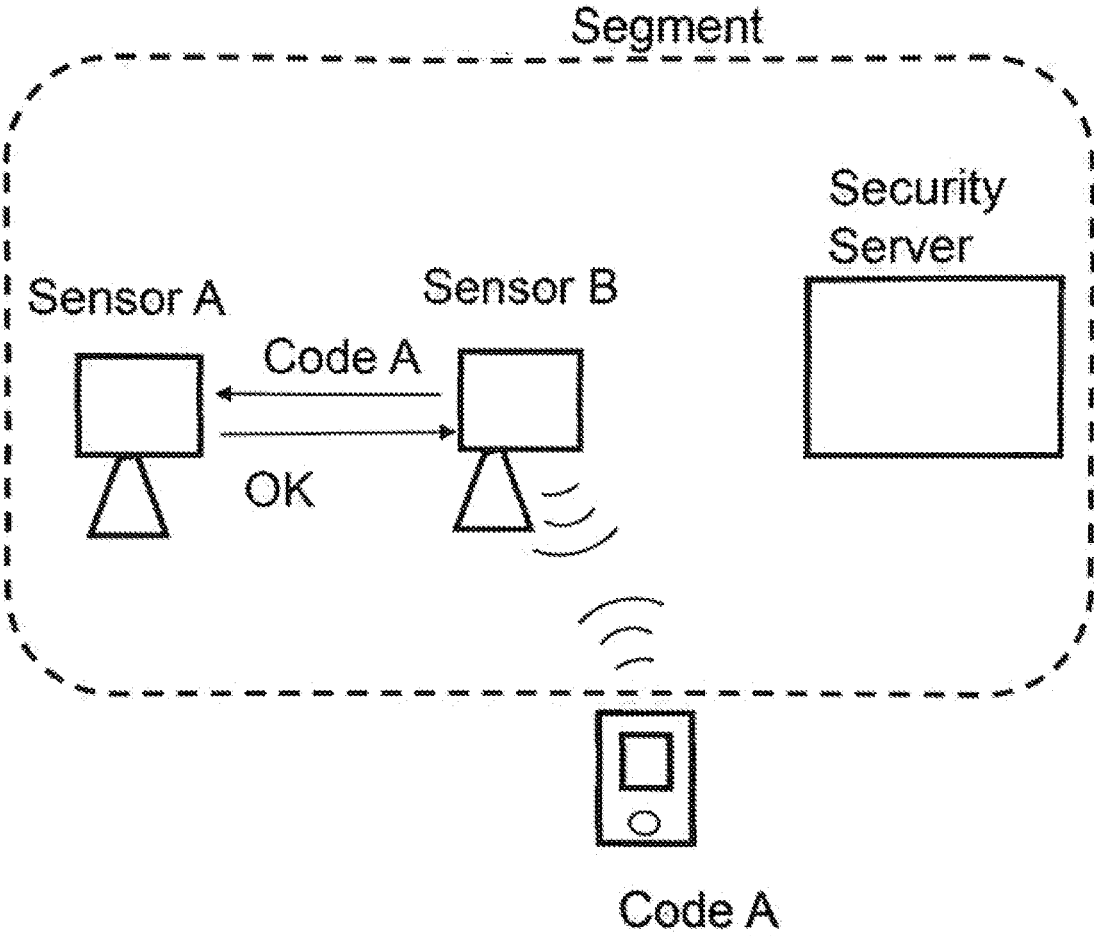 Segment
Security
Server
Sensor A
Sensor B
Code A
OK
Code A